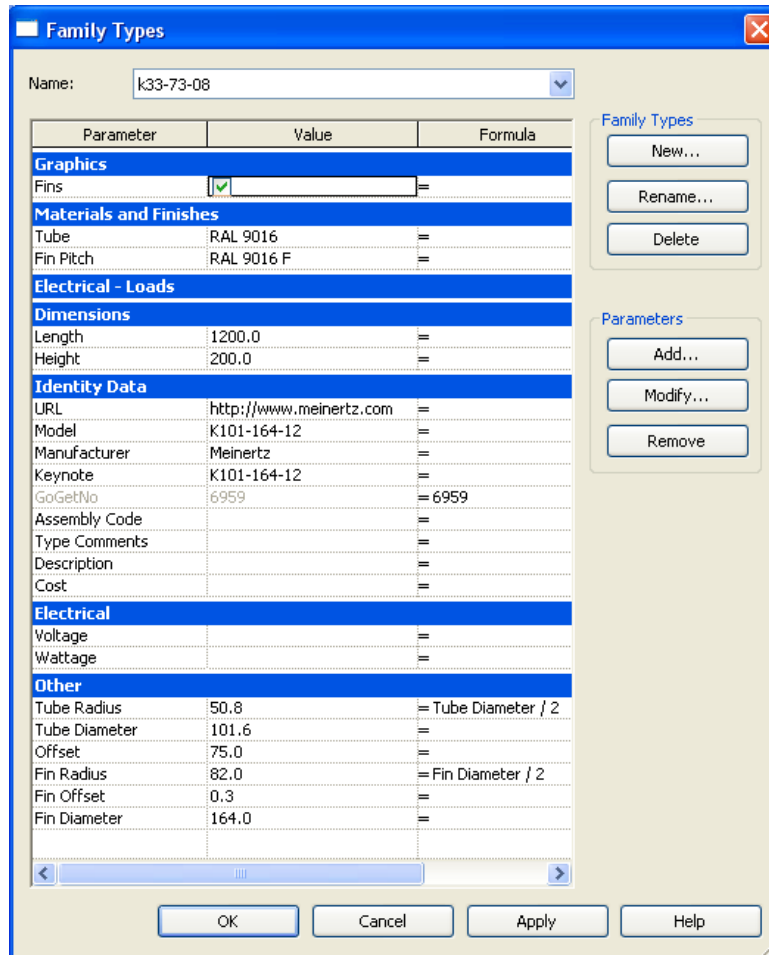 Family Types
Name: k33-73-08
Parameter Value Formula
Graphics
Fins =
Materials and Finishes
Tube RAL 9016 =
Fin Pitch RAL 9016 F =
Electrical - Loads
Dimensions
Length 1200.0 =
Height 200.0 =
Identity Data
URL http://www.meinertz.com =
Model K101-164-12 =
Manufacturer Meinertz =
Keynote K101-164-12 =
GoGetNo 6959 = 6959
Assembly Code =
Type Comments =
Description =
Cost =
Electrical
Voltage =
Wattage =
Other
Tube Radius 50.8 = Tube Diameter / 2
Tube Diameter 101.6 =
Offset 75.0 =
Fin Radius 82.0 = Fin Diameter / 2
Fin Offset 0.3 =
Fin Diameter 164.0 =
Family Types
New...
Rename...
Delete
Parameters
Add...
Modify...
Remove
OK Cancel Apply Help